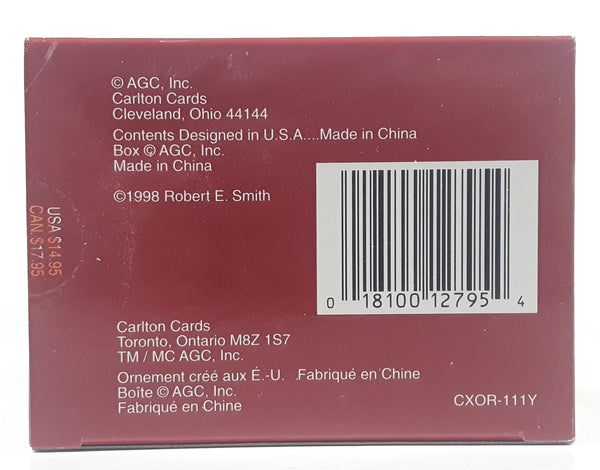 © AGC, Inc.
Carlton Cards
Cleveland, Ohio 44144
Contents Designed in U.S.A....Made in China
Box © AGC, Inc.
Made in China
©1998 Robert E. Smith
USA $14.95
CAN. $17.95
0 18100 12795 4
Carlton Cards
Toronto, Ontario M8Z 1S7
TM / MC AGC, Inc.
Ornement créé aux É.-U. .Fabriqué en Chine
Boîte © AGC, Inc.
Fabriqué en Chine
CXOR-111Y